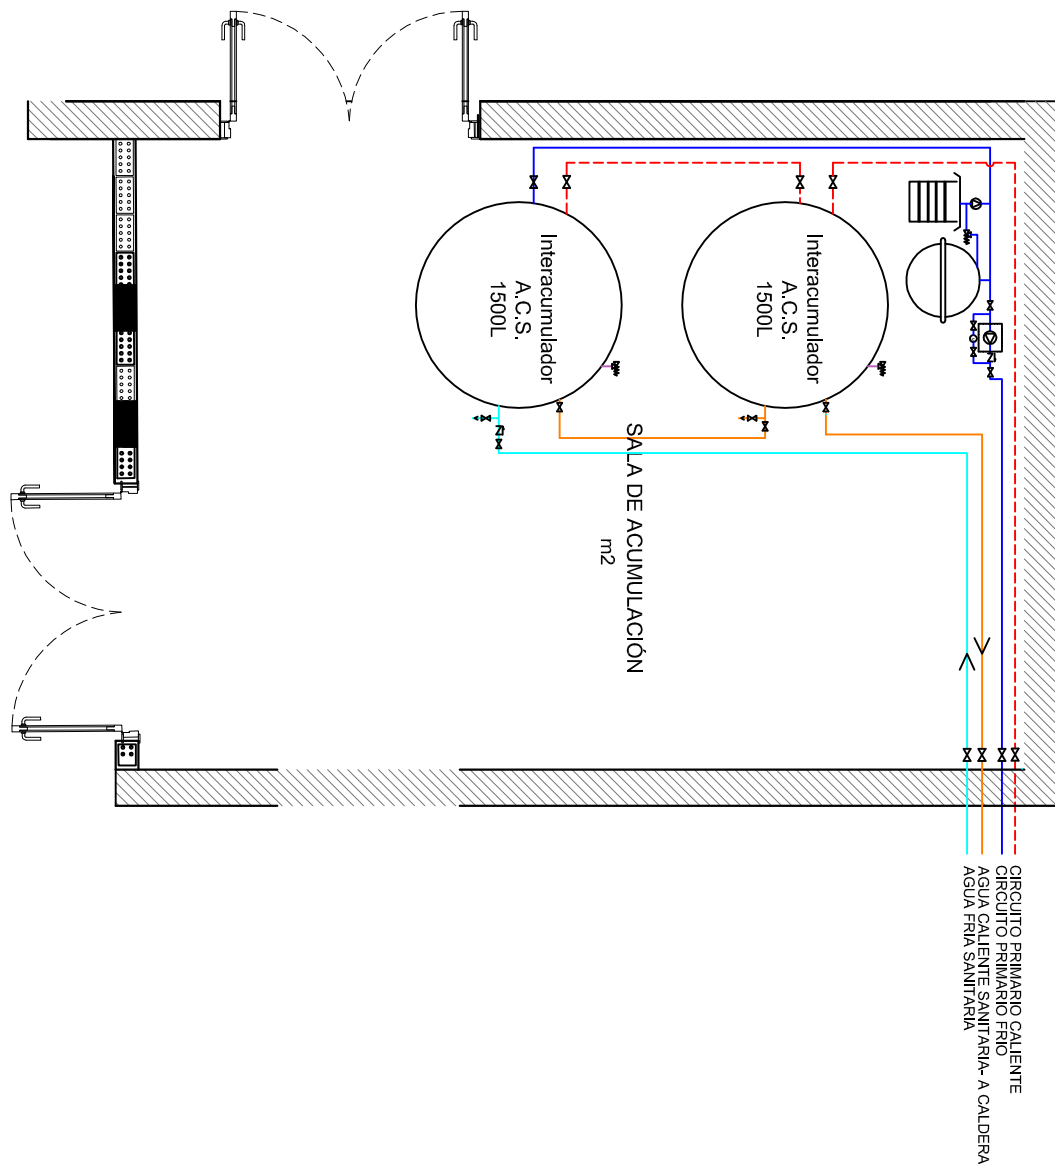 Interacumulador
A.C.S.
1500L
Interacumulador
A.C.S.
1500L
SALA DE ACUMULACIÓN
m2
CIRCUITO PRIMARIO CALIENTE
CIRCUITO PRIMARIO FRIO
AGUA CALIENTE SANITARIA- A CALDERA
AGUA FRIA SANITARIA